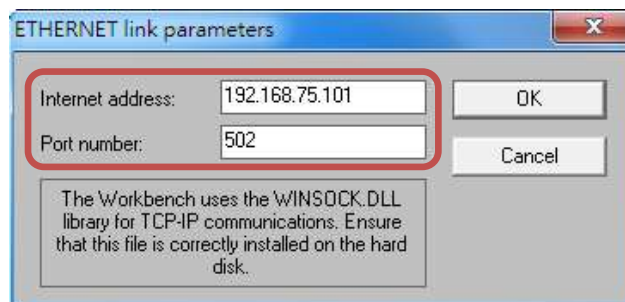 ETHERNET link parameters
Internet address: 192.168.75.101
OK
Port number: 502
Cancel
The Workbench uses the WINSOCK.DLL
library for TCP-IP communications. Ensure
that this file is correctly installed on the hard
disk.